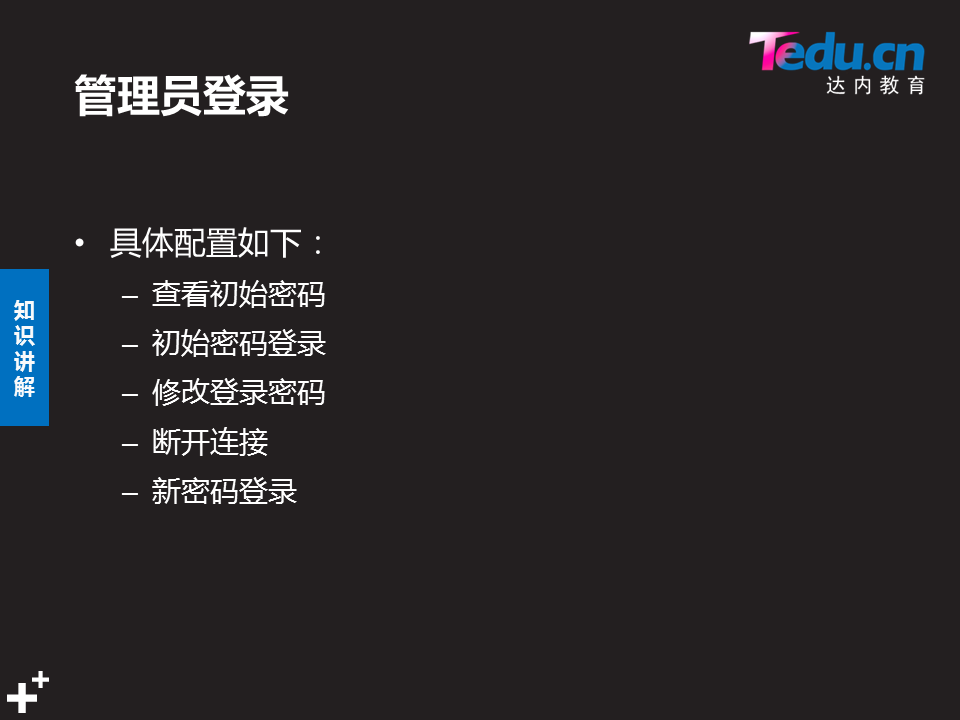 Tedu.cn
达内教育
管理员登录
• 具体配置如下：
– 查看初始密码
– 初始密码登录
– 修改登录密码
– 断开连接
– 新密码登录
知识讲解